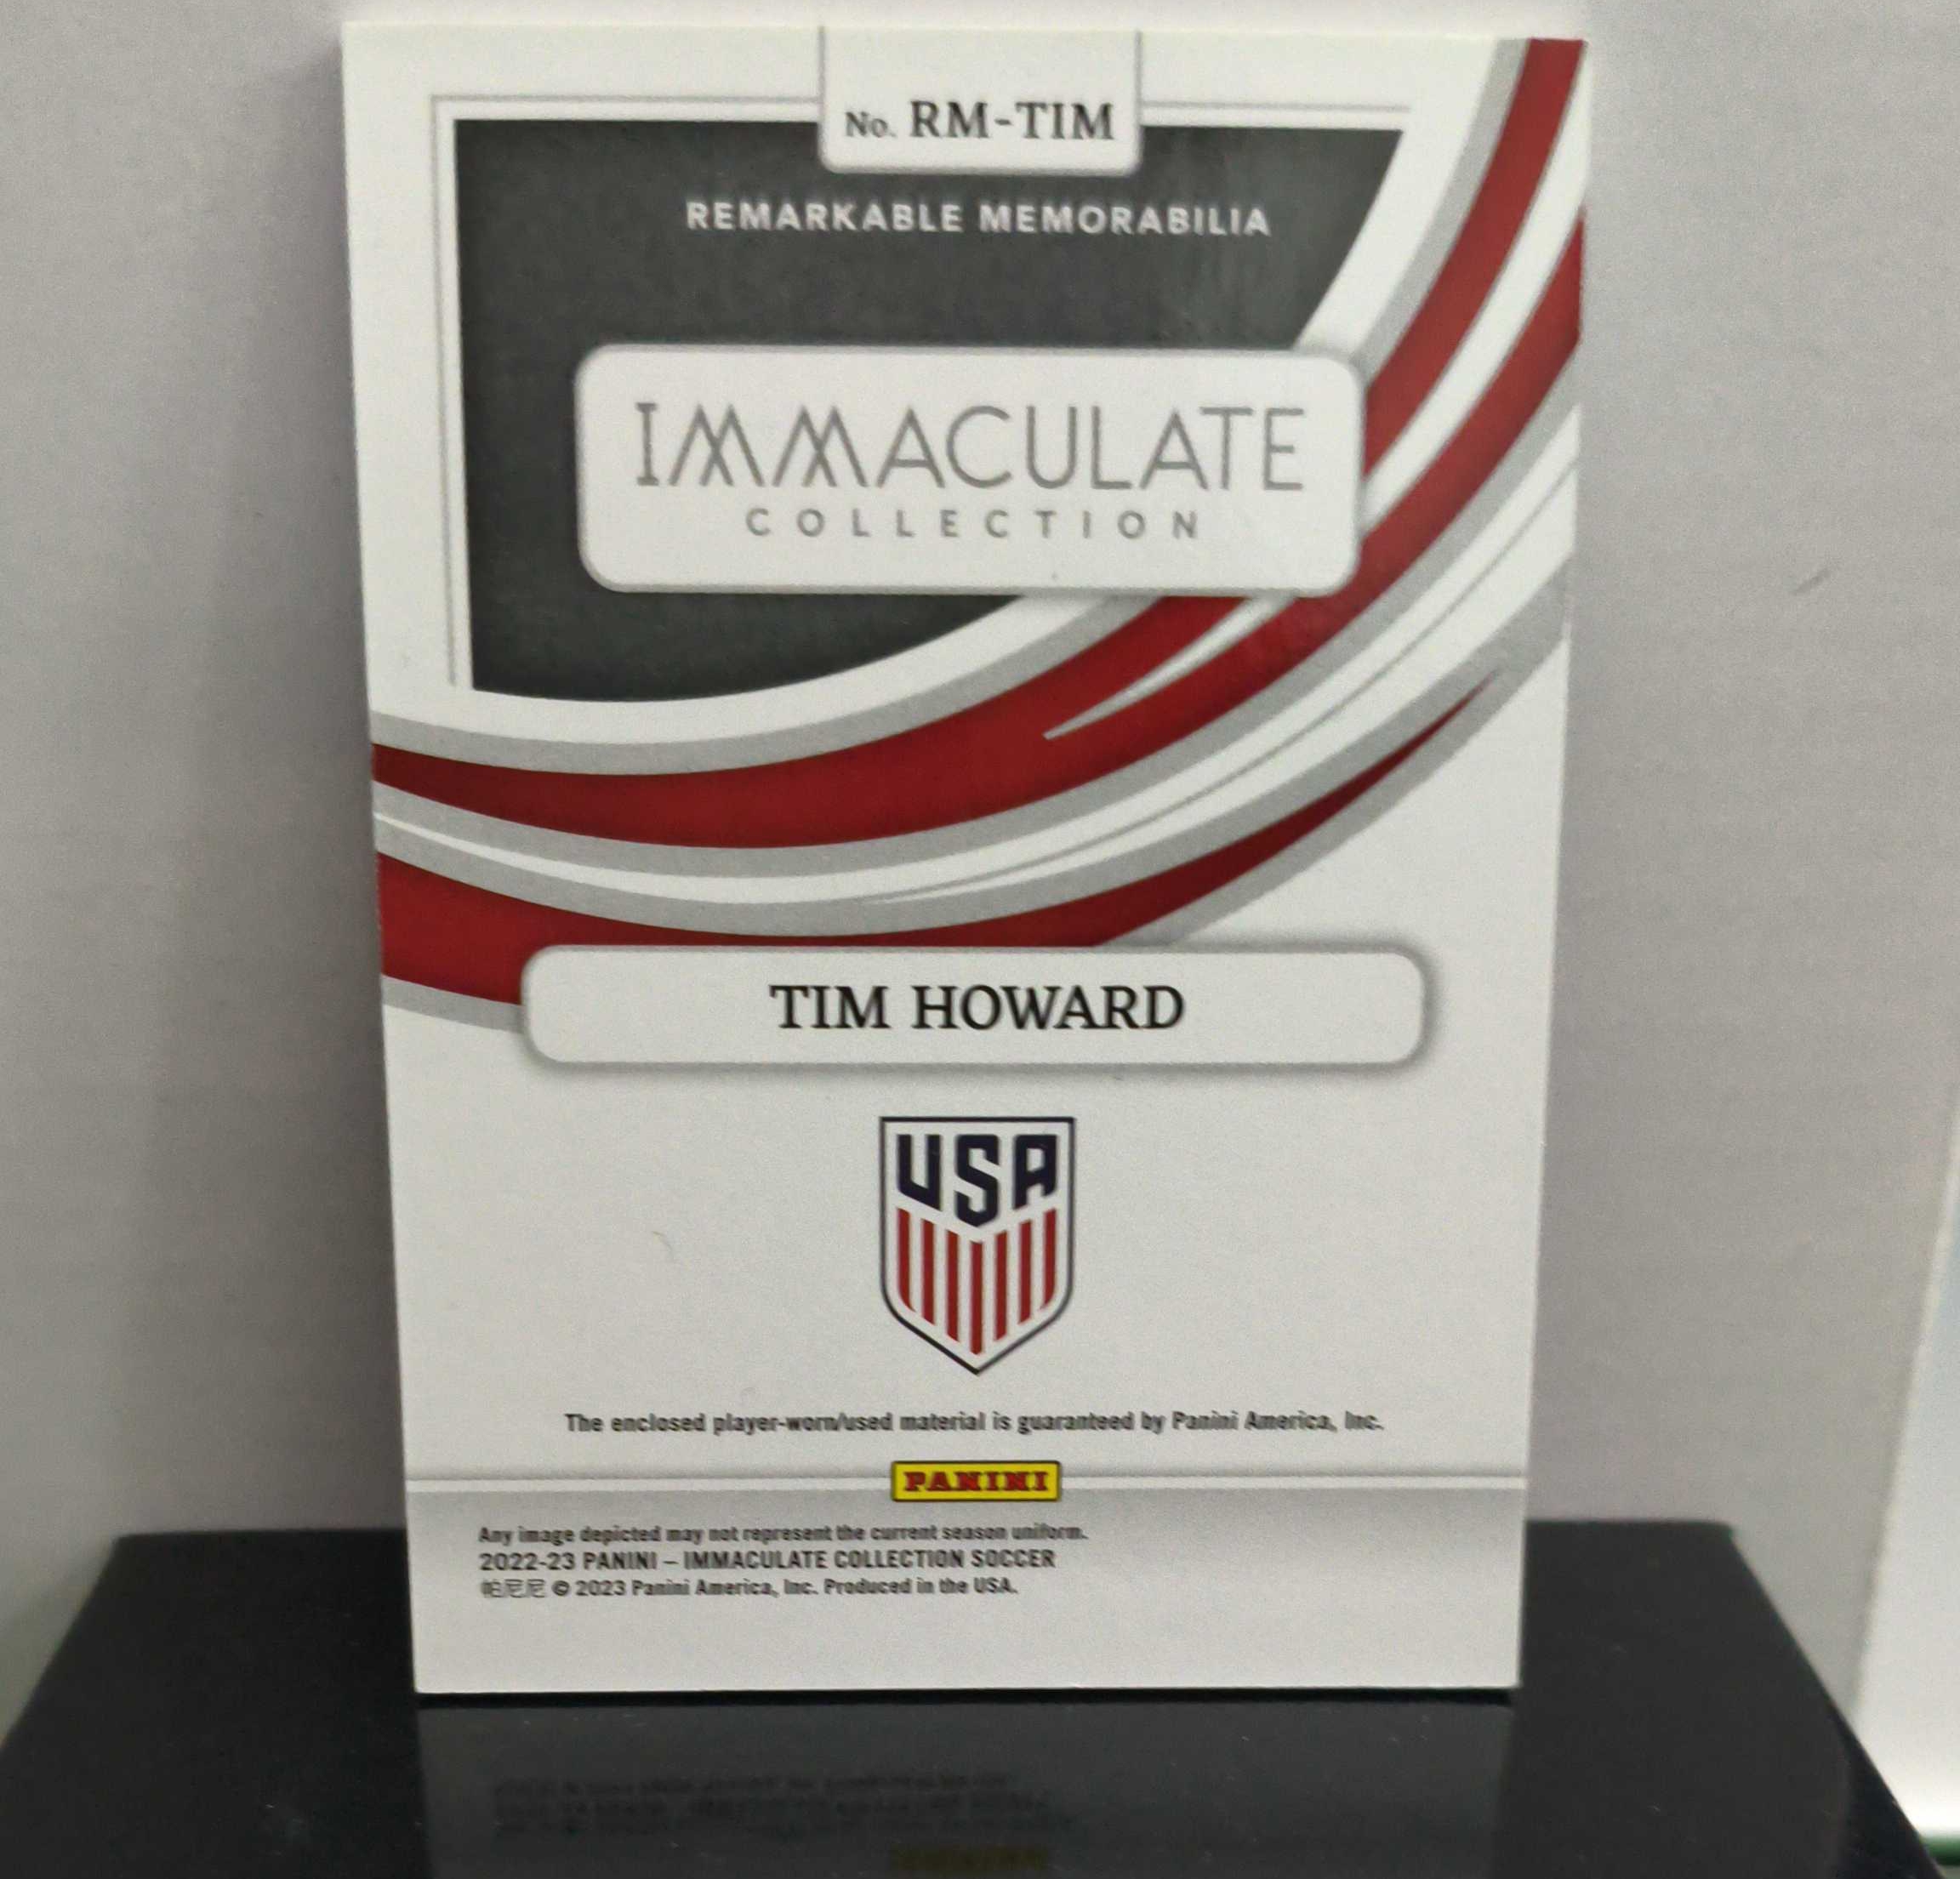 No. RM-TIM
REMARKABLE MEMORABILIA
IMMACULATE
COLLECTION
TIM HOWARD
USA
The enclosed player-worn/used material is guaranteed by Panini America, Inc.
PANINI
Any image depicted may not represent the current season uniform.
2022-23 PANINI – IMMACULATE COLLECTION SOCCER
帕尼尼 © 2023 Panini America, Inc. Produced in the USA.